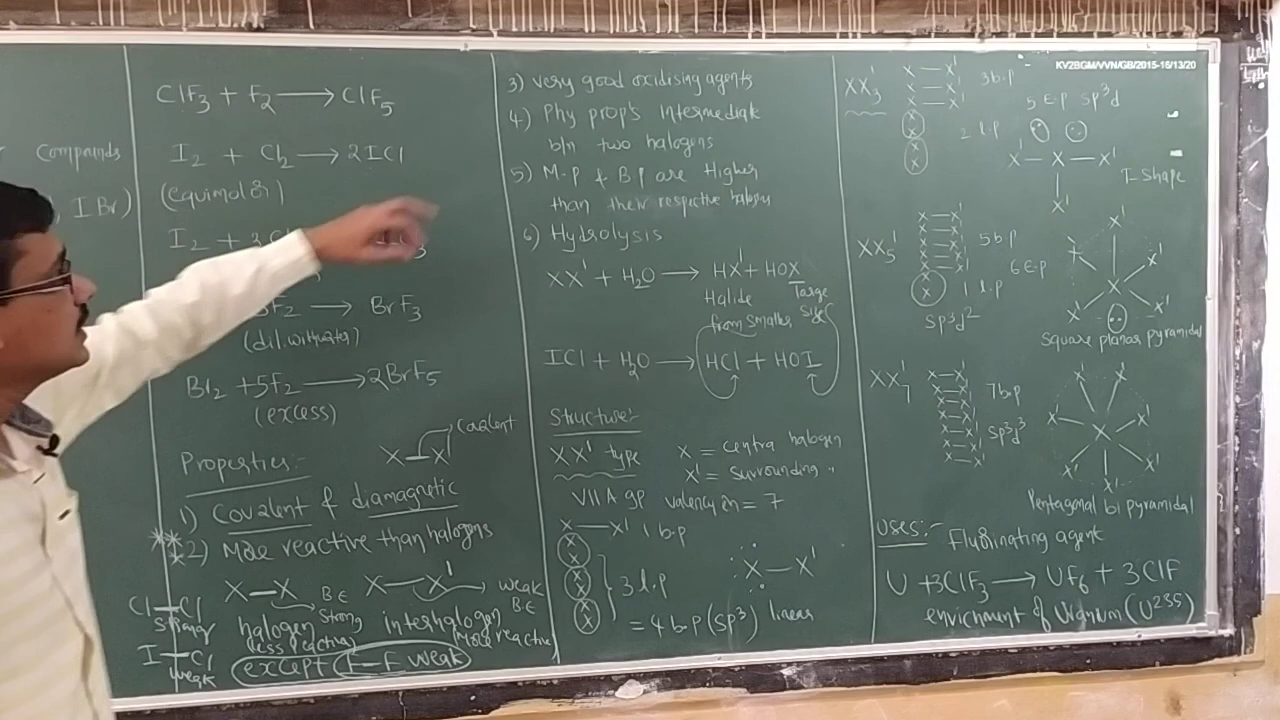 Compounds
, IBr)
ClF3 + F2 → ClF5
I2 + Cl2 → 2ICl
(equimolar)
I2 + 3Cl
F2 → BrF3
(dil. with water)
Br2 + 5F2 → 2BrF5
(excess)
Properties:-
X — X' covalent
1) Covalent & diamagnetic
** 2) More reactive than halogens
X — X B E Strong
X — X' weak B E
Cl — Cl strong
halogen less reactive
interhalogen (more reactive)
I — Cl weak
except F–F weak
3) very good oxidising agents
4) Phy prop's intermediate
b/n two halogens
5) M.P & B P are Higher
than their respective halogens
6) Hydrolysis
XX' + H2O → HX' + HOX
Halide Large
from smaller size
ICl + H2O → HCl + HOI
Structure:-
XX' type X = centra halogen
X' = surrounding "
VII A gp valency in = 7
X — X' 1 b.p
X
X
X
X
X
X
3 l.p
X — X'
= 4 b.p (sp3) linear
XX'3
X — X'
X — X'
X — X'
3 b.p
X
X
2 l.p
5 E.p sp3d
X' — X — X'
X'
T-shape
XX'5
X — X'
X — X'
X — X'
X — X'
X — X'
5 b.p
6 E.p
X
1 l.p
sp3d2
X'
X' X'
X
X' X'
square planar pyramidal
XX'7
X — X'
X — X'
X — X'
X — X'
X — X'
X — X'
X — X'
7 b.p
sp3d3
X' X'
X' X'
X
X' X'
X'
Pentagonal bi pyramidal
Uses:- Fluorinating agent
U + 3ClF3 → UF6 + 3ClF
enrichment of Uranium (U235)
KV2BGM/VVN/GB/2015-16/13/20